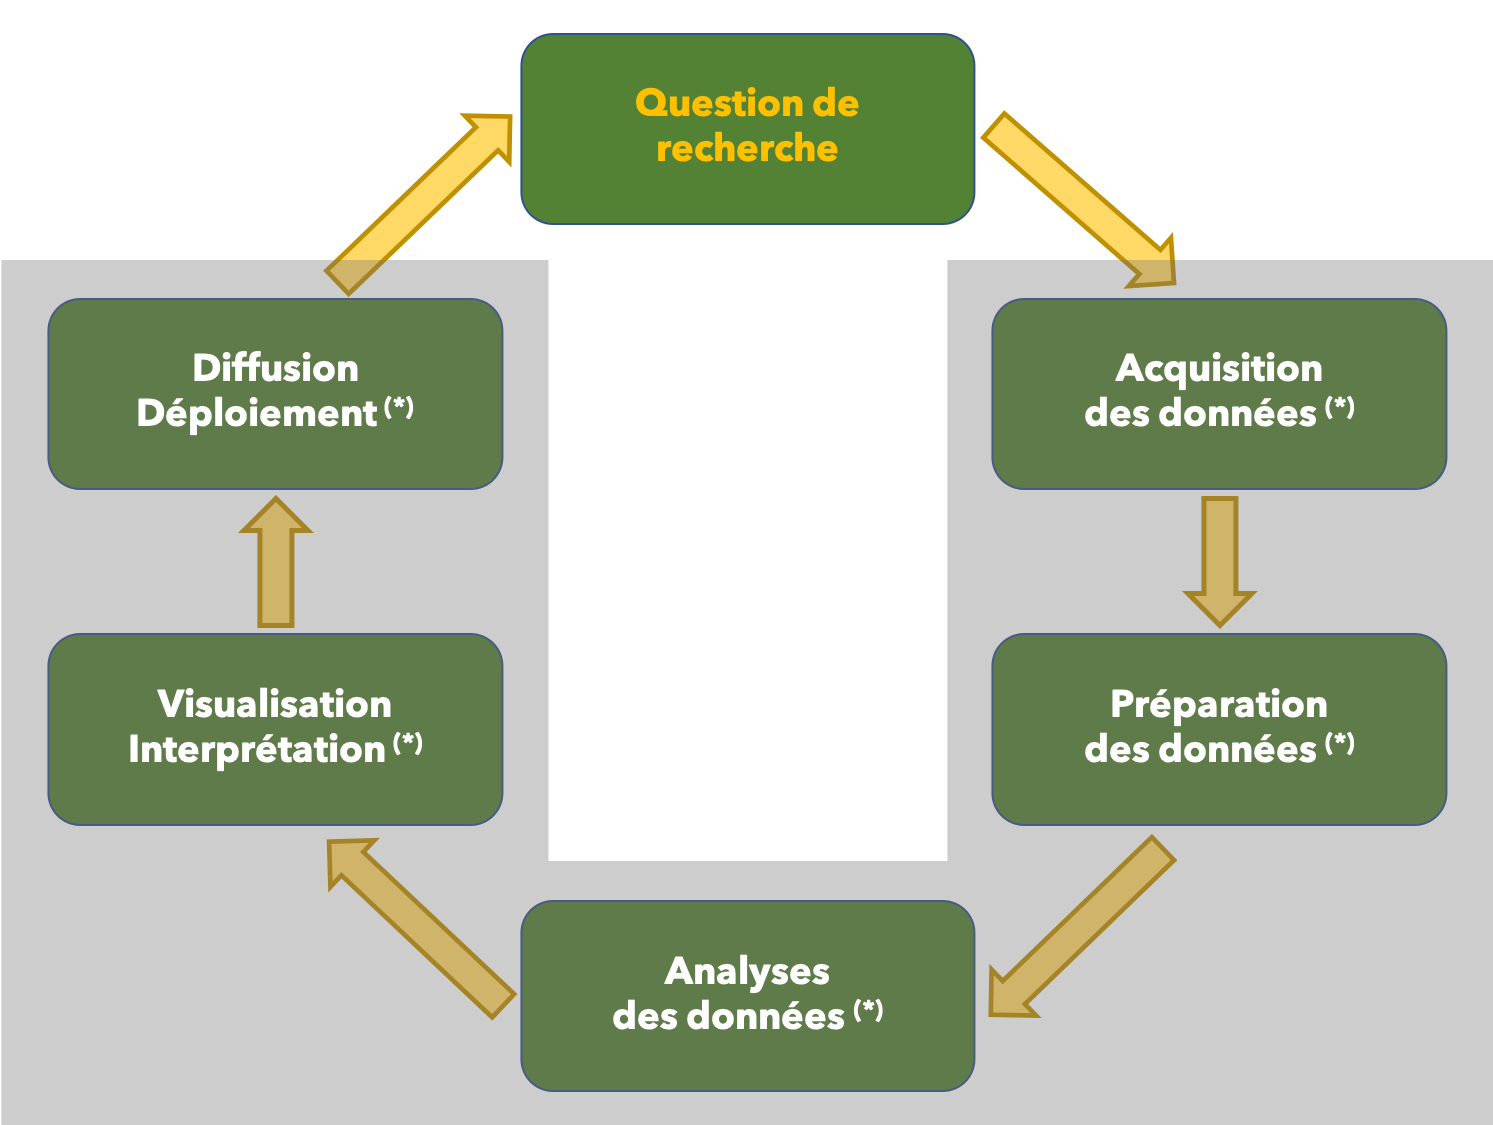 Question de
recherche
Diffusion
Déploiement (*)
Acquisition
des données (*)
Visualisation
Interprétation (*)
Préparation
des données (*)
Analyses
des données (*)